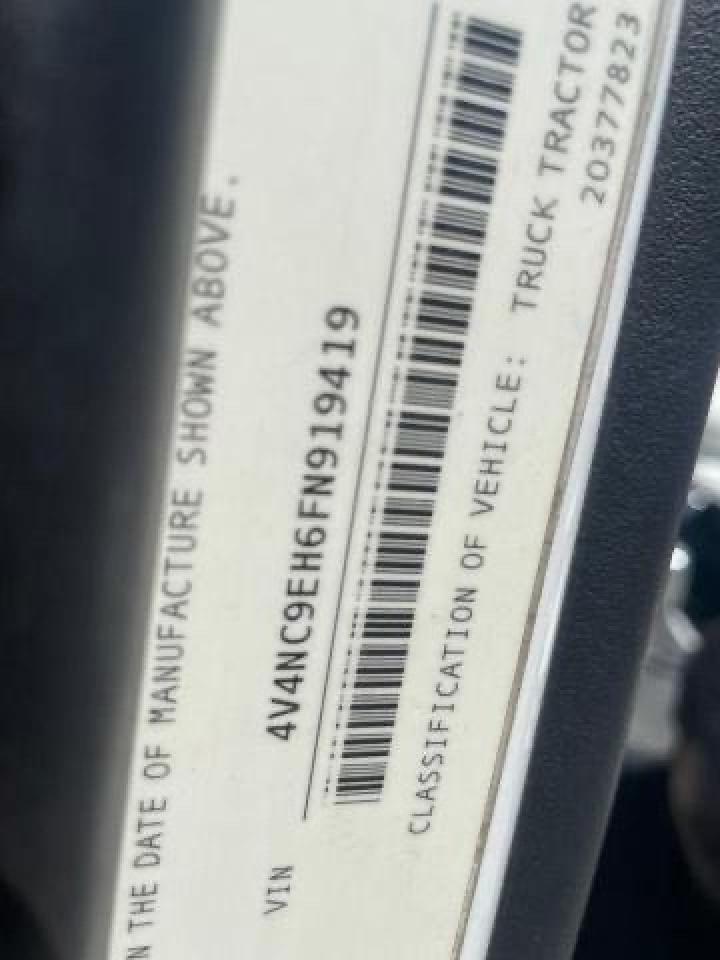 N THE DATE OF MANUFACTURE SHOWN ABOVE.
VIN 4V4NC9EH6FN919419
CLASSIFICATION OF VEHICLE: TRUCK TRACTOR
20377823